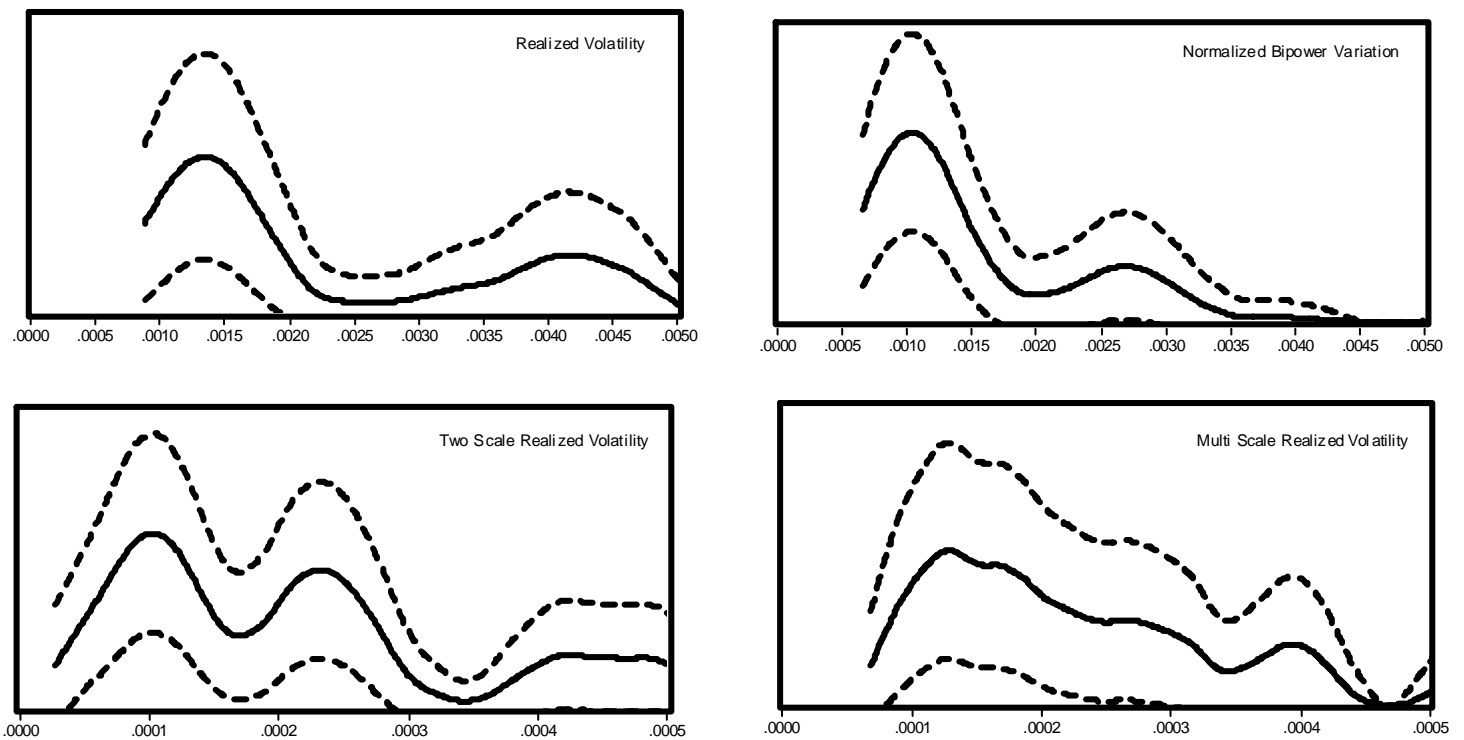 Realized Volatility
.0000 .0005 .0010 .0015 .0020 .0025 .0030 .0035 .0040 .0045 .0050
Normalized Bipower Variation
.0000 .0005 .0010 .0015 .0020 .0025 .0030 .0035 .0040 .0045 .0050
Two Scale Realized Volatility
.0000 .0001 .0002 .0003 .0004 .0005
Multi Scale Realized Volatility
.0000 .0001 .0002 .0003 .0004 .0005